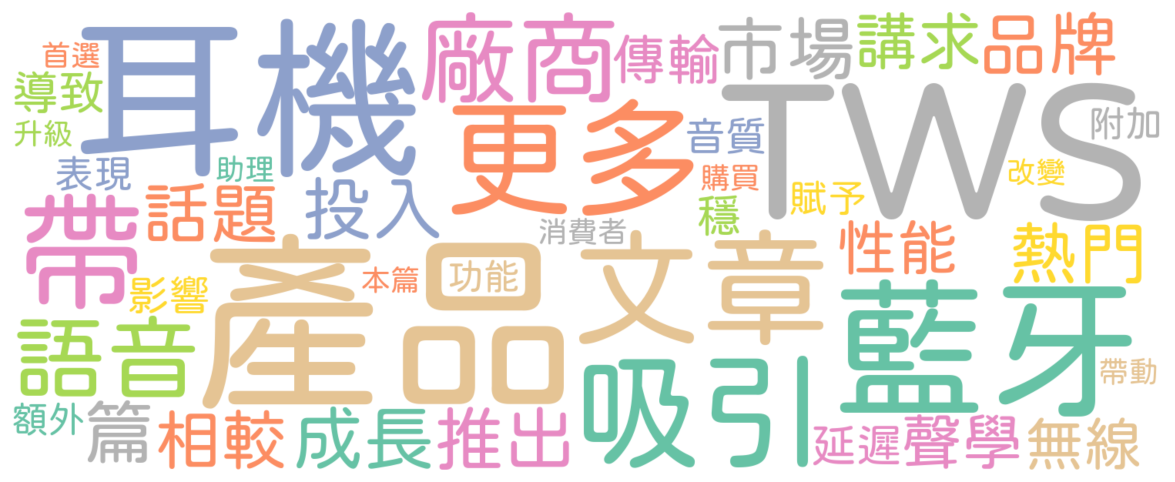 首選
耳機
廠商
傳輸
市場
講求
品牌
導致
升級
更多
音質
TWS
附加
表現
助理
話題
投入
購買
穩
賦予
改變
帶
消費者
影響
本篇
功能
文章
性能
熱門
語音
產品
吸引
藍牙
帶動
額外
篇
相較
成長
推出
延遲
聲學
無線